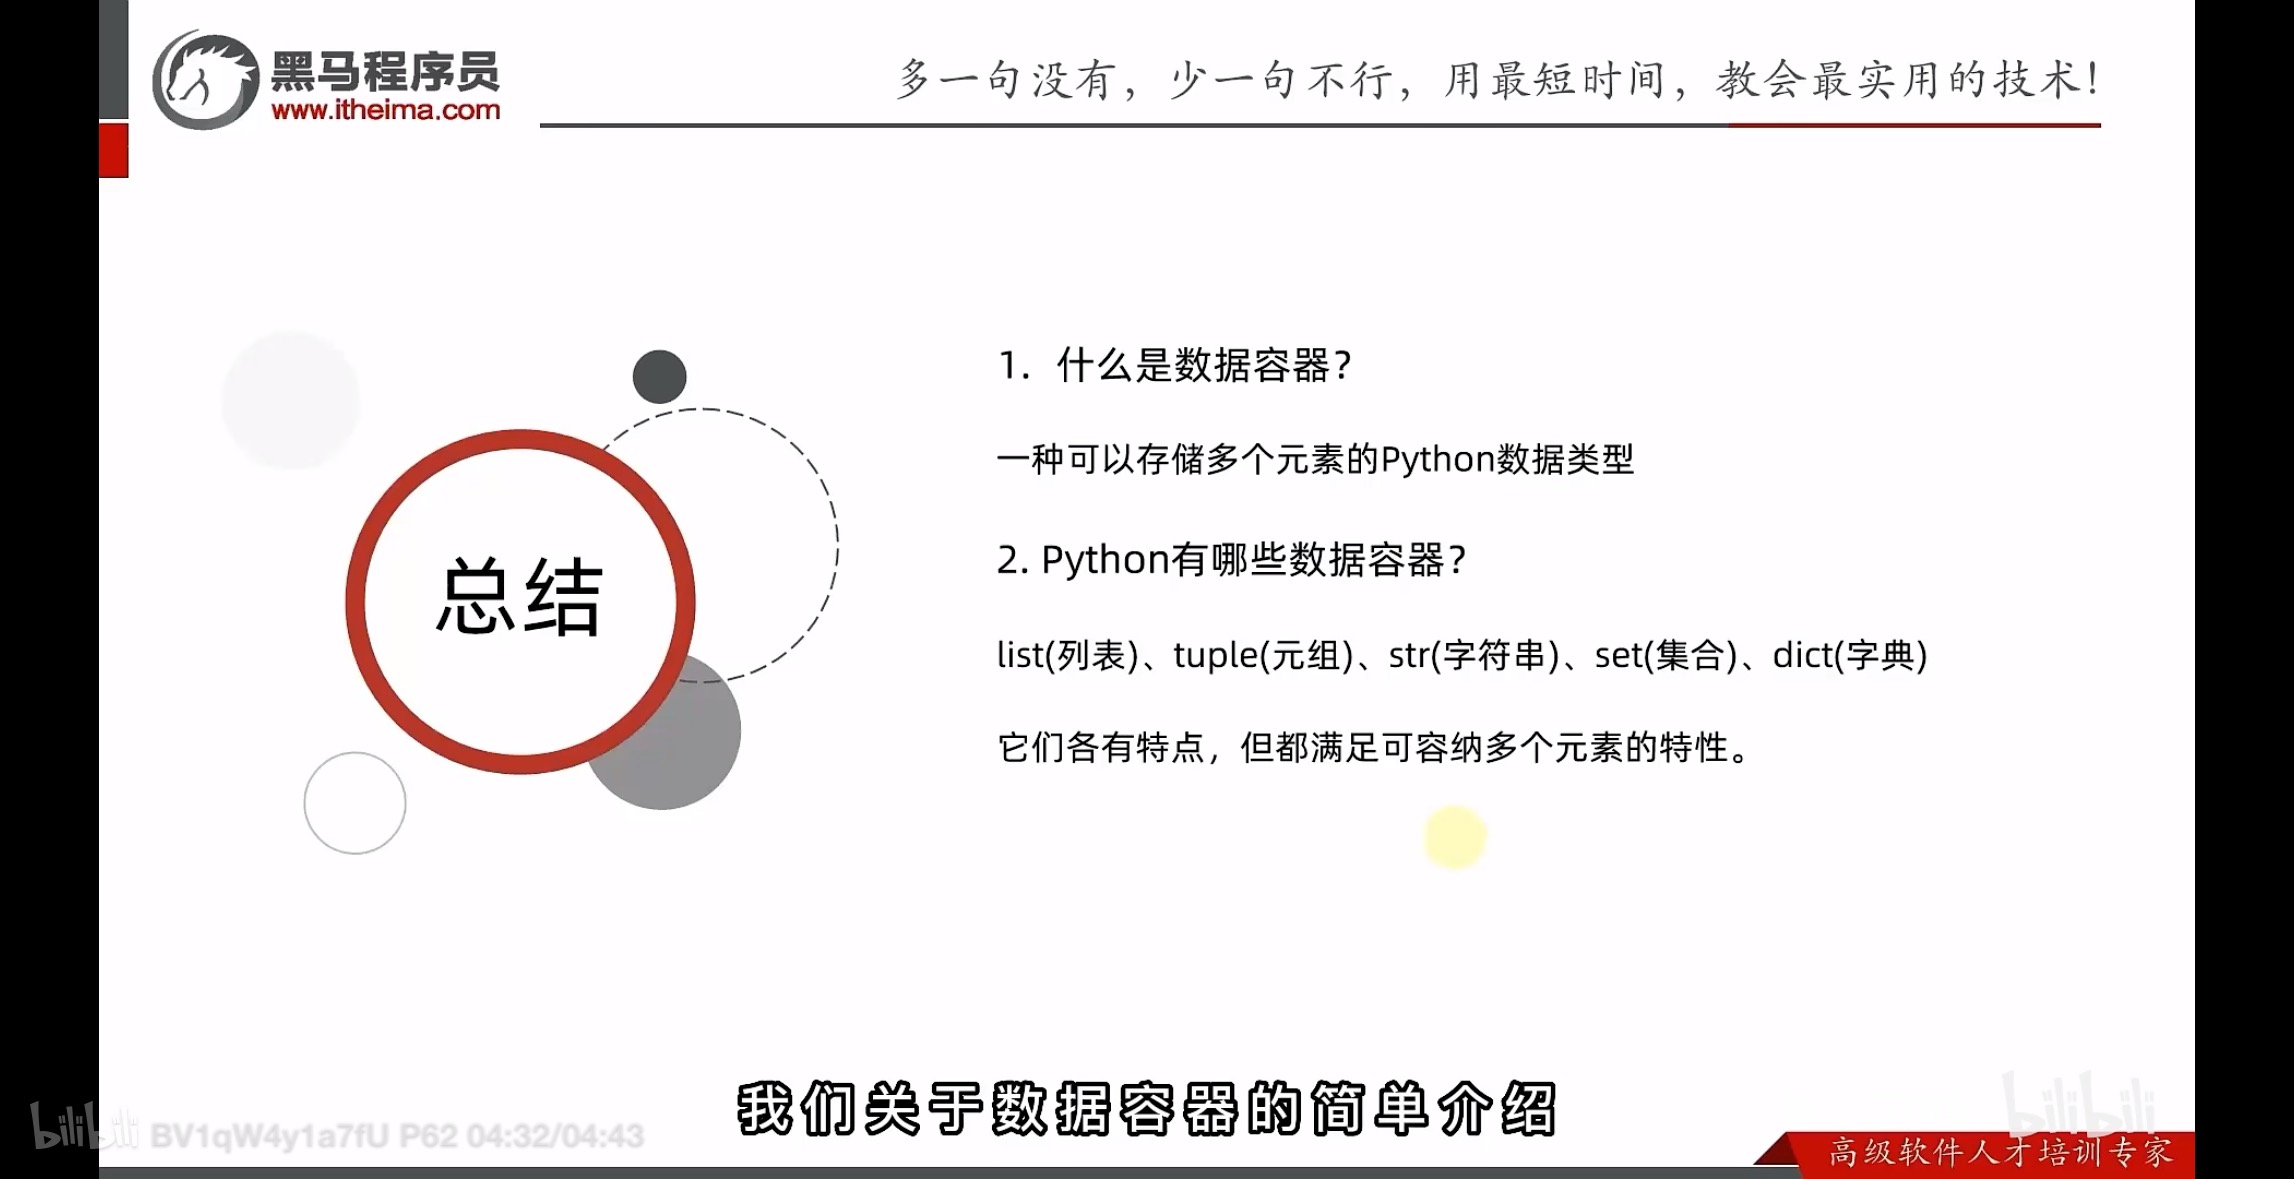 黑马程序员
www.itheima.com
多一句没有，少一句不行，用最短时间，教会最实用的技术！
总结
1. 什么是数据容器？
一种可以存储多个元素的Python数据类型
2. Python有哪些数据容器？
list(列表)、tuple(元组)、str(字符串)、set(集合)、dict(字典)
它们各有特点，但都满足可容纳多个元素的特性。
我们关于数据容器的简单介绍
bilibili BV1qW4y1a7fU P62 04:32/04:43
bilibili
高级软件人才培训专家